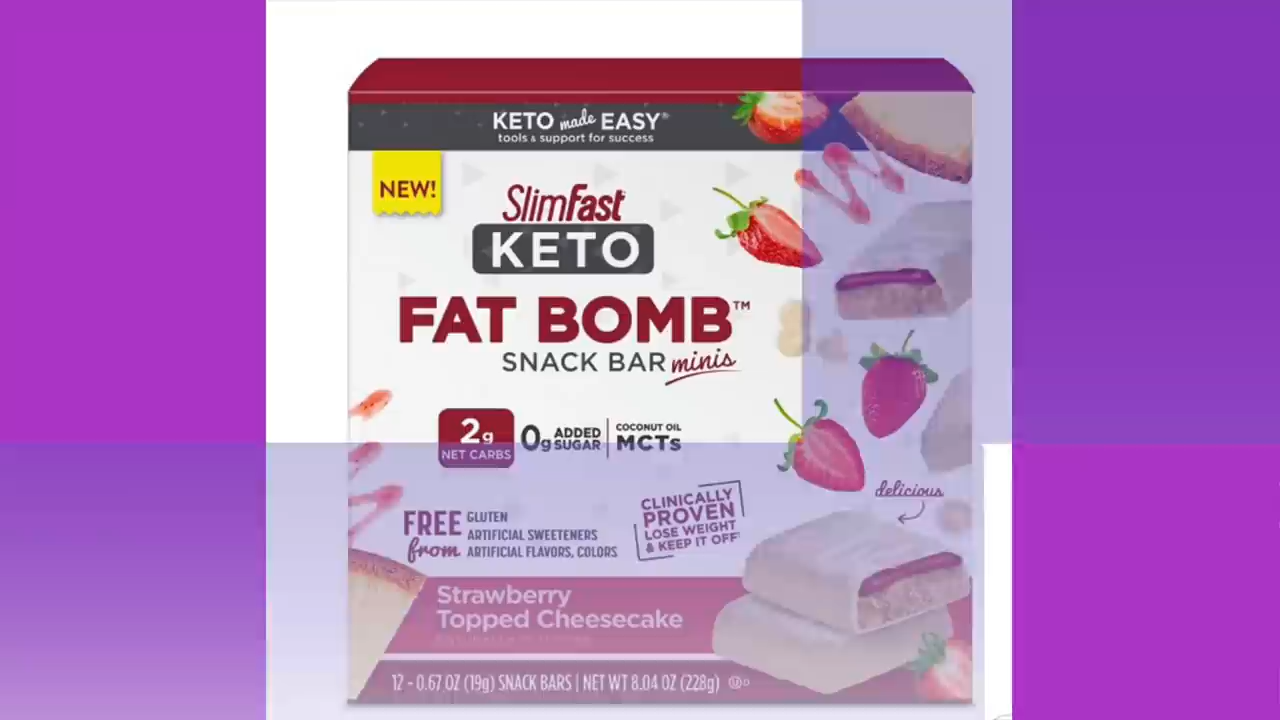 KETO made EASY®
tools & support for success
NEW!
SlimFast
KETO
FAT BOMB™
SNACK BAR minis
2g
NET CARBS
0g ADDED SUGAR
COCONUT OIL
MCTs
delicious
CLINICALLY
PROVEN
LOSE WEIGHT
& KEEP IT OFF
FREE from
GLUTEN
ARTIFICIAL SWEETENERS
ARTIFICIAL FLAVORS, COLORS
Strawberry
Topped Cheesecake
12 - 0.67 OZ (19g) SNACK BARS | NET WT 8.04 OZ (228g)